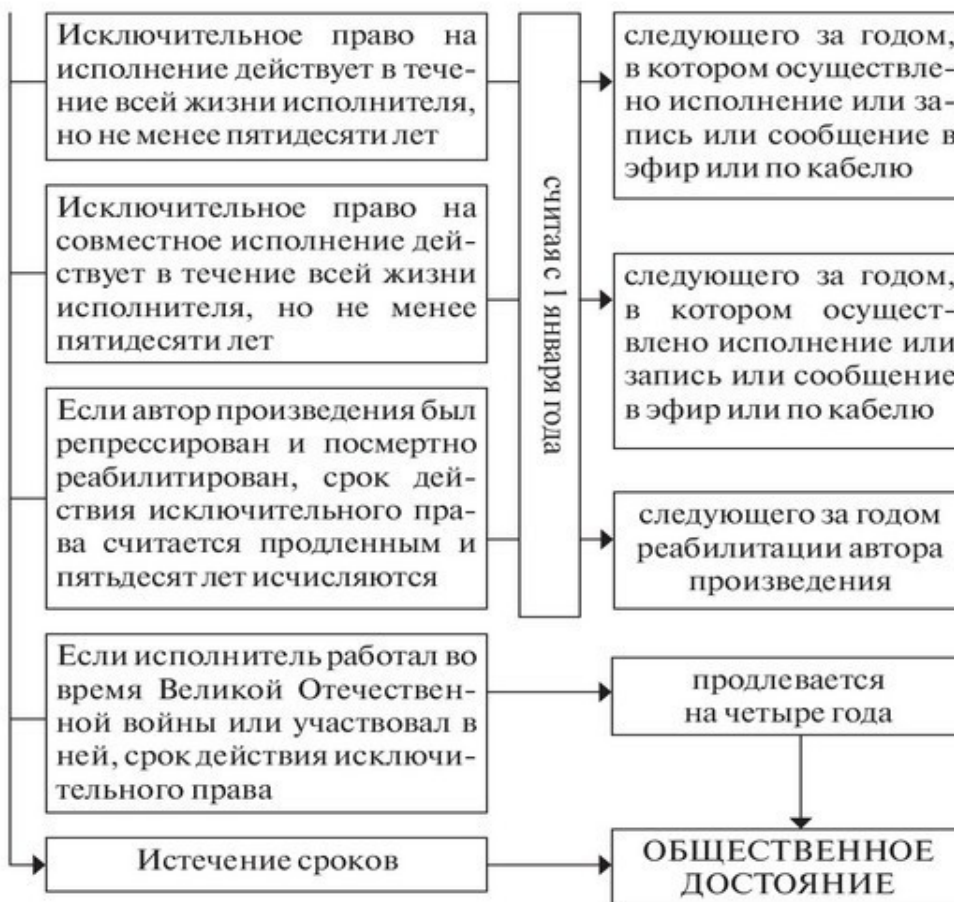 Исключительное право на
исполнение действует в тече-
ние всей жизни исполнителя,
но не менее пятидесяти лет
считая с 1 января года
следующего за годом,
в котором осуществле-
но исполнение или за-
пись или сообщение в
эфир или по кабелю
Исключительное право на
совместное исполнение дей-
ствует в течение всей жизни
исполнителя, но не менее
пятидесяти лет
следующего за годом,
в котором осущест-
влено исполнение или
запись или сообщение
в эфир или по кабелю
Если автор произведения был
репрессирован и посмертно
реабилитирован, срок дей-
ствия исключительного пра-
ва считается продленным и
пятьдесят лет исчисляются
следующего за годом
реабилитации автора
произведения
Если исполнитель работал во
время Великой Отечествен-
ной войны или участвовал в
ней, срок действия исключи-
тельного права
продлевается
на четыре года
Истечение сроков
ОБЩЕСТВЕННОЕ
ДОСТОЯНИЕ